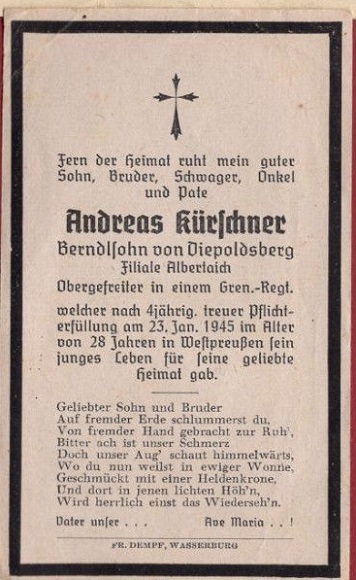 Fern der Heimat ruht mein guter
Sohn, Bruder, Schwager, Onkel
und Pate
Andreas Kürschner
Berndlsohn von Diepoldsberg
Filiale Albertaich
Obergefreiter in einem Gren.-Regt.
welcher nach 4jährig. treuer Pflicht-
erfüllung am 23. Jan. 1945 im Alter
von 28 Jahren in Westpreußen sein
junges Leben für seine geliebte
Heimat gab.
Geliebter Sohn und Bruder
Auf fremder Erde schlummerst du,
Von fremder Hand gebracht zur Ruh',
Bitter ach ist unser Schmerz
Doch unser Aug' schaut himmelwärts,
Wo du nun weilst in ewiger Wonne,
Geschmückt mit einer Heldenkrone,
Und dort in jenen lichten Höh'n,
Wird herrlich einst das Wiederseh'n.
Vater unser . . . Ave Maria . . !
FR. DEMPF, WASSERBURG